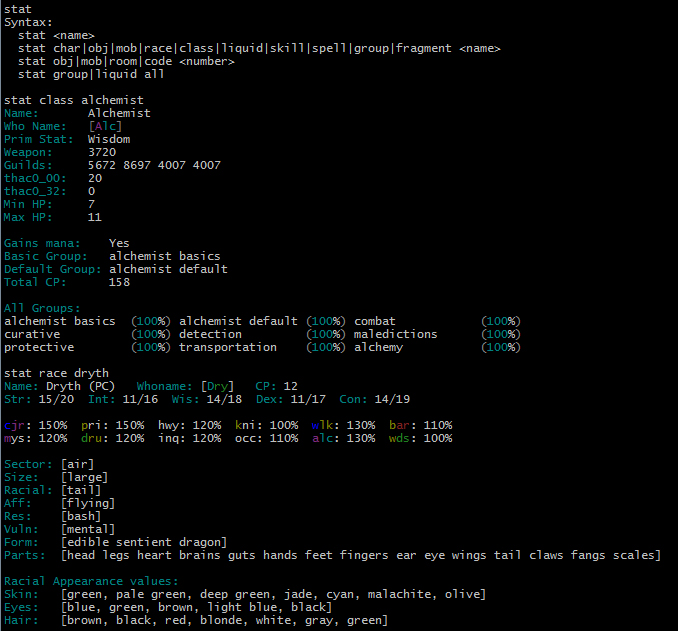 stat
Syntax:
  stat <name>
  stat char|obj|mob|race|class|liquid|skill|spell|group|fragment <name>
  stat obj|mob|room|code <number>
  stat group|liquid all

stat class alchemist
Name:       Alchemist
Who Name:   [Alc]
Prim Stat:  Wisdom
Weapon:     3720
Guilds:     5672 8697 4007 4007
thac0_00:   20
thac0_32:   0
Min HP:     7
Max HP:     11

Gains mana:    Yes
Basic Group:   alchemist basics
Default Group: alchemist default
Total CP:      158

All Groups:
alchemist basics  (100%) alchemist default (100%) combat            (100%)
curative          (100%) detection         (100%) maledictions      (100%)
protective        (100%) transportation    (100%) alchemy           (100%)

stat race dryth
Name: Dryth (PC)   Whoname: [Dry]   CP: 12
Str: 15/20  Int: 11/16  Wis: 14/18  Dex: 11/17  Con: 14/19

cjr: 150%  pri: 150%  hwy: 120%  kni: 100%  wlk: 130%  bar: 110%
mys: 120%  dru: 120%  inq: 120%  occ: 110%  alc: 130%  wds: 100%

Sector: [air]
Size:   [large]
Racial: [tail]
Aff:    [flying]
Res:    [bash]
Vuln:   [mental]
Form:   [edible sentient dragon]
Parts:  [head legs heart brains guts hands feet fingers ear eye wings tail claws fangs scales]

Racial Appearance values:
Skin:   [green, pale green, deep green, jade, cyan, malachite, olive]
Eyes:   [blue, green, brown, light blue, black]
Hair:   [brown, black, red, blonde, white, gray, green]